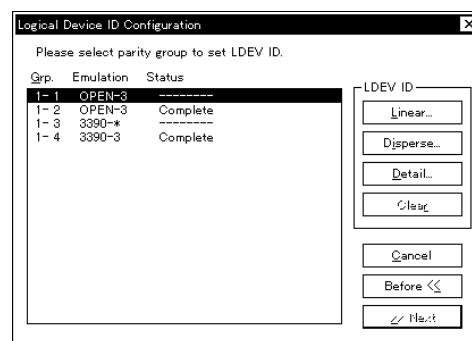 Logical Device ID Configuration
Please select parity group to set LDEV ID.
Grp. Emulation Status
1- 1 OPEN-3 --------
1- 2 OPEN-3 Complete
1- 3 3390-* --------
1- 4 3390-3 Complete
LDEV ID
Linear...
Disperse...
Detail...
Clear
Cancel
Before <<
>> Next